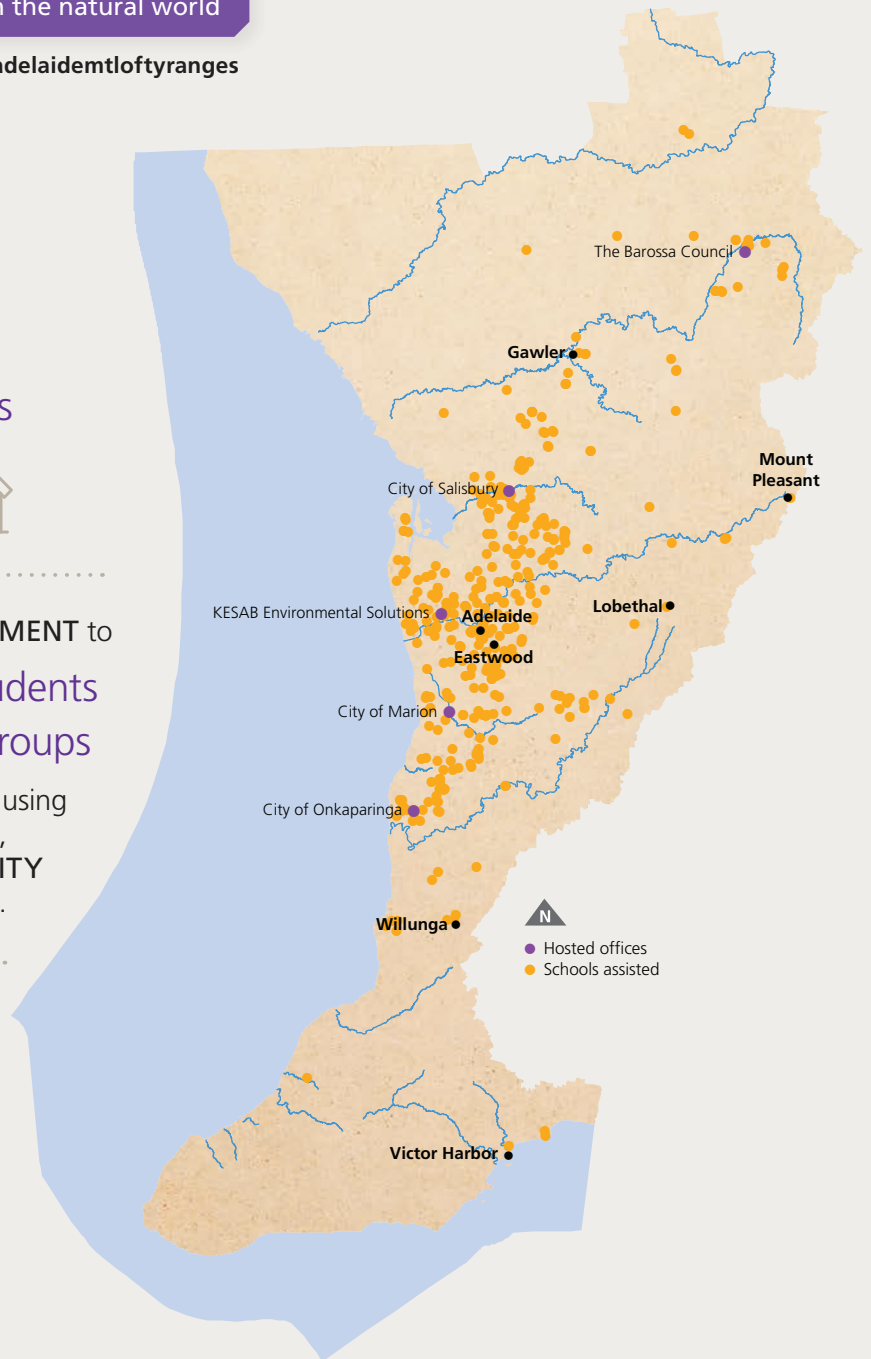 n the natural world
adelaidemtloftyranges
s
MENT to
udents
roups
using
,
ITY
.
The Barossa Council
Gawler
Mount
Pleasant
City of Salisbury
KESAB Environmental Solutions
Adelaide
Lobethal
Eastwood
City of Marion
City of Onkaparinga
Willunga
N
Hosted offices
Schools assisted
Victor Harbor